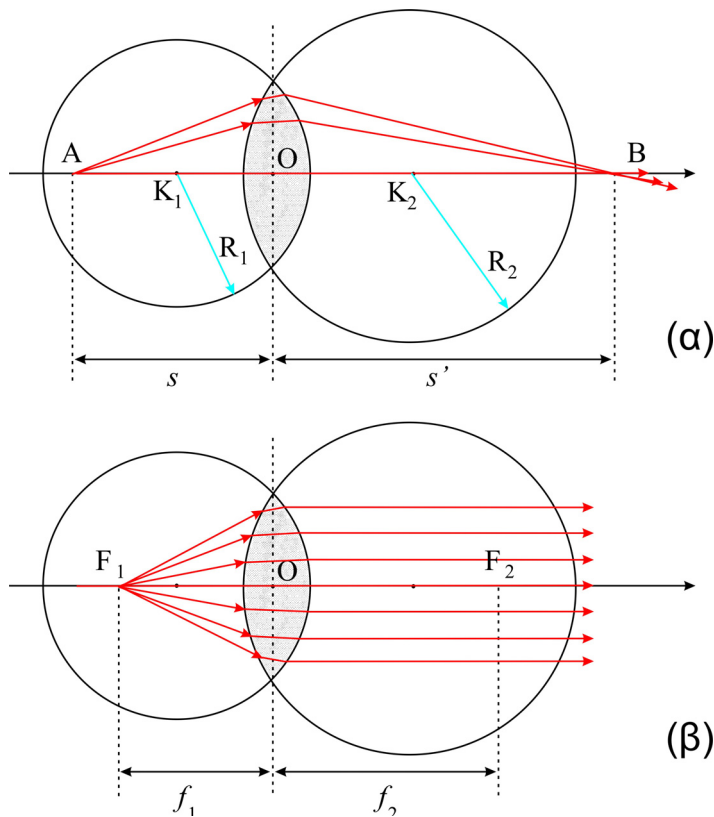 A O B
K₁ K₂
R₁ R₂
(α)
s s'
F₁ O F₂
(β)
f₁ f₂